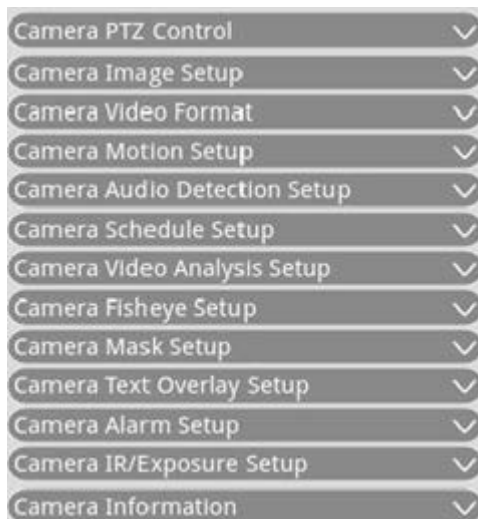 Camera PTZ Control
Camera Image Setup
Camera Video Format
Camera Motion Setup
Camera Audio Detection Setup
Camera Schedule Setup
Camera Video Analysis Setup
Camera Fisheye Setup
Camera Mask Setup
Camera Text Overlay Setup
Camera Alarm Setup
Camera IR/Exposure Setup
Camera Information